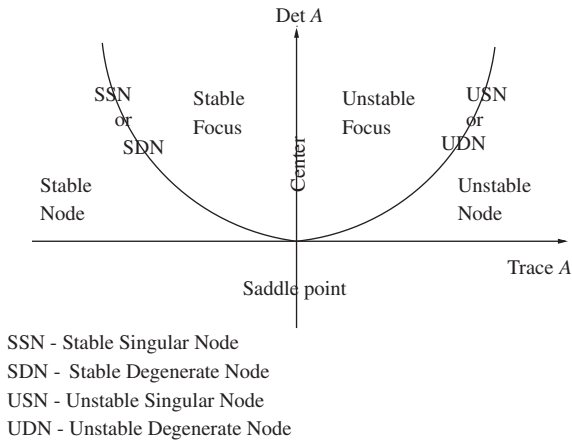 Det A
SSN
or
SDN
Stable
Focus
Center
Unstable
Focus
USN
or
UDN
Stable
Node
Unstable
Node
Trace A
Saddle point
SSN - Stable Singular Node
SDN - Stable Degenerate Node
USN - Unstable Singular Node
UDN - Unstable Degenerate Node